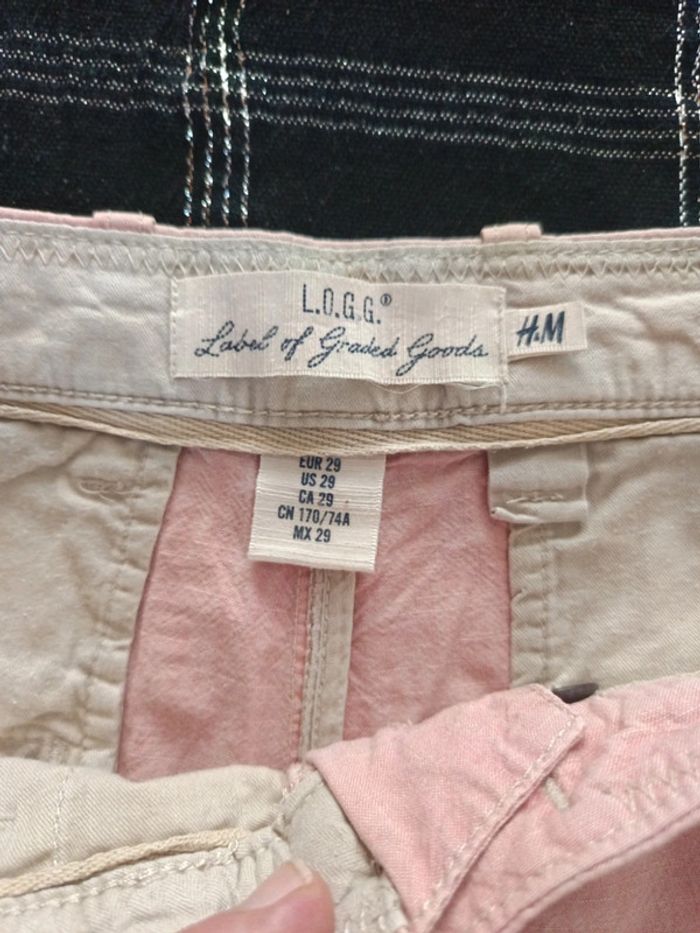 L.O.G.G.®
Label of Graded Goods
H&M
EUR 29
US 29
CA 29
CN 170/74A
MX 29